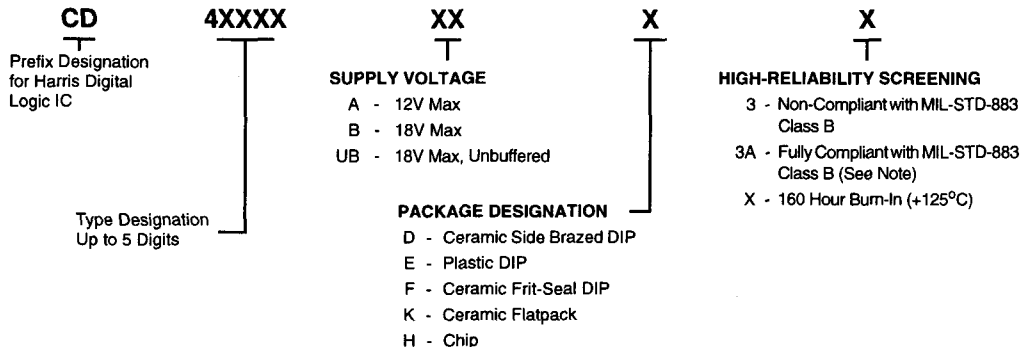 CD 4XXXX XX X X
Prefix Designation
for Harris Digital
Logic IC
SUPPLY VOLTAGE
A - 12V Max
B - 18V Max
UB - 18V Max, Unbuffered
HIGH-RELIABILITY SCREENING
3 - Non-Compliant with MIL-STD-883
Class B
3A - Fully Compliant with MIL-STD-883
Class B (See Note)
X - 160 Hour Burn-In (+125°C)
Type Designation
Up to 5 Digits
PACKAGE DESIGNATION
D - Ceramic Side Brazed DIP
E - Plastic DIP
F - Ceramic Frit-Seal DIP
K - Ceramic Flatpack
H - Chip